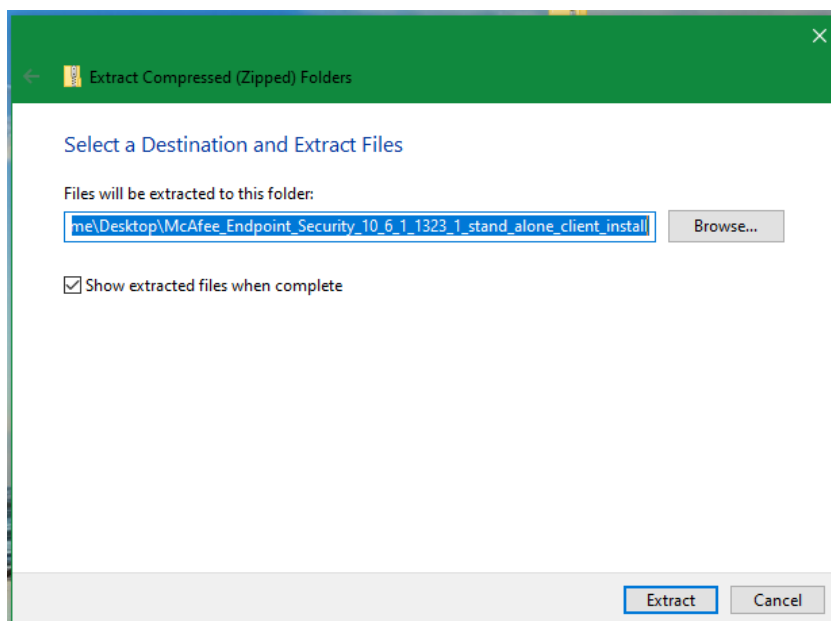 Extract Compressed (Zipped) Folders
Select a Destination and Extract Files
Files will be extracted to this folder:
me\Desktop\McAfee_Endpoint_Security_10_6_1_1323_1_stand_alone_client_install
Browse...
Show extracted files when complete
Extract
Cancel